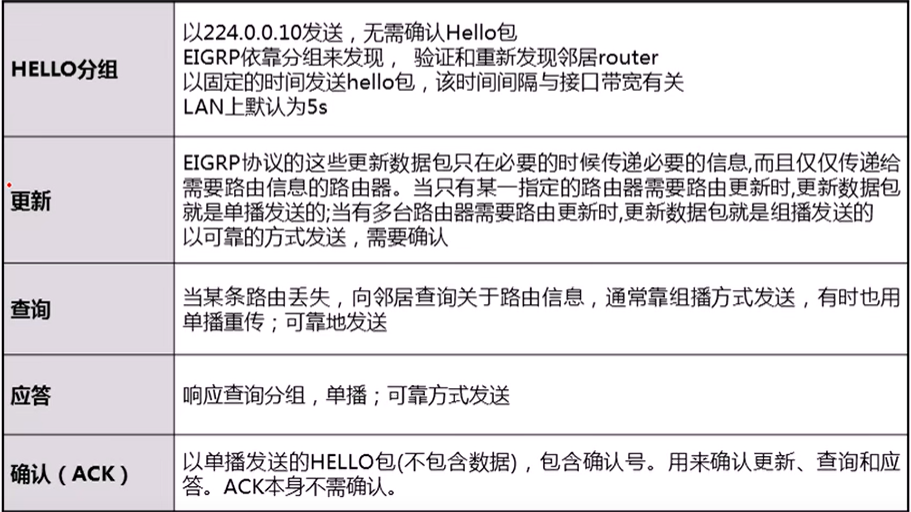 HELLO分组
以224.0.0.10发送，无需确认Hello包
EIGRP依靠分组来发现， 验证和重新发现邻居router
以固定的时间发送hello包，该时间间隔与接口带宽有关
LAN上默认为5s
更新
EIGRP协议的这些更新数据包只在必要的时候传递必要的信息,而且仅仅传递给
需要路由信息的路由器。当只有某一指定的路由器需要路由更新时,更新数据包
就是单播发送的;当有多台路由器需要路由更新时,更新数据包就是组播发送的
以可靠的方式发送，需要确认
查询
当某条路由丢失，向邻居查询关于路由信息，通常靠组播方式发送，有时也用
单播重传；可靠地发送
应答
响应查询分组，单播；可靠方式发送
确认（ACK）
以单播发送的HELLO包(不包含数据)，包含确认号。用来确认更新、查询和应
答。ACK本身不需确认。